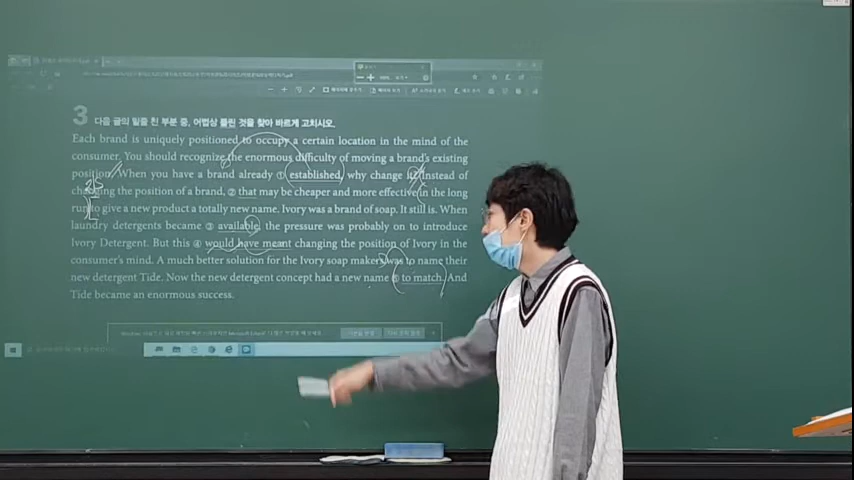 3 다음 글의 밑줄 친 부분 중, 어법상 틀린 것을 찾아 바르게 고치시오.
Each brand is uniquely positioned to occupy a certain location in the mind of the
consumer. You should recognize the enormous difficulty of moving a brand's existing
position. When you have a brand already ① established, why change it? Instead of
changing the position of a brand, ② that may be cheaper and more effective in the long
run to give a new product a totally new name. Ivory was a brand of soap. It still is. When
laundry detergents became ③ available, the pressure was probably on to introduce
Ivory Detergent. But this ④ would have meant changing the position of Ivory in the
consumer's mind. A much better solution for the Ivory soap makers was to name their
new detergent Tide. Now the new detergent concept had a new name ⑤ to match. And
Tide became an enormous success.